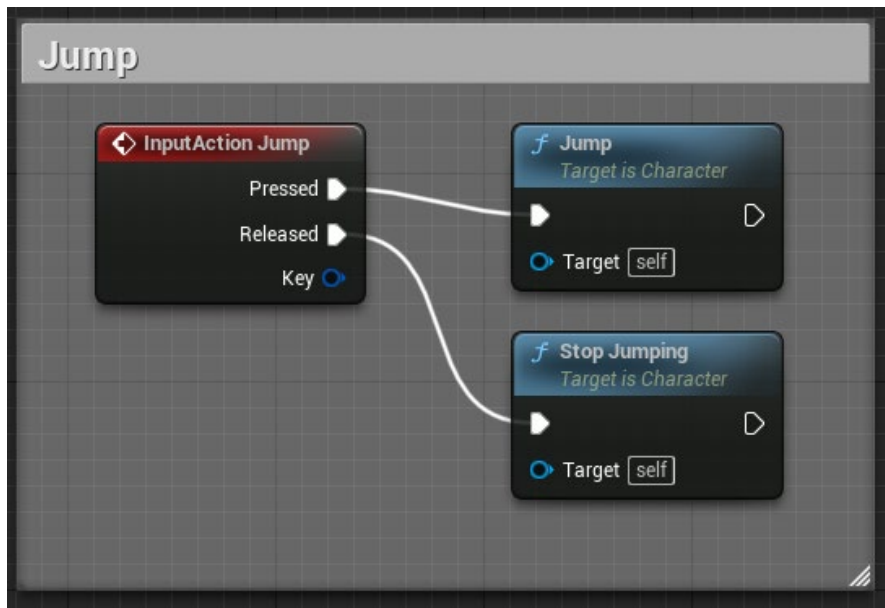 Jump
InputAction Jump
Pressed
Released
Key
f Jump
Target is Character
Target self
f Stop Jumping
Target is Character
Target self